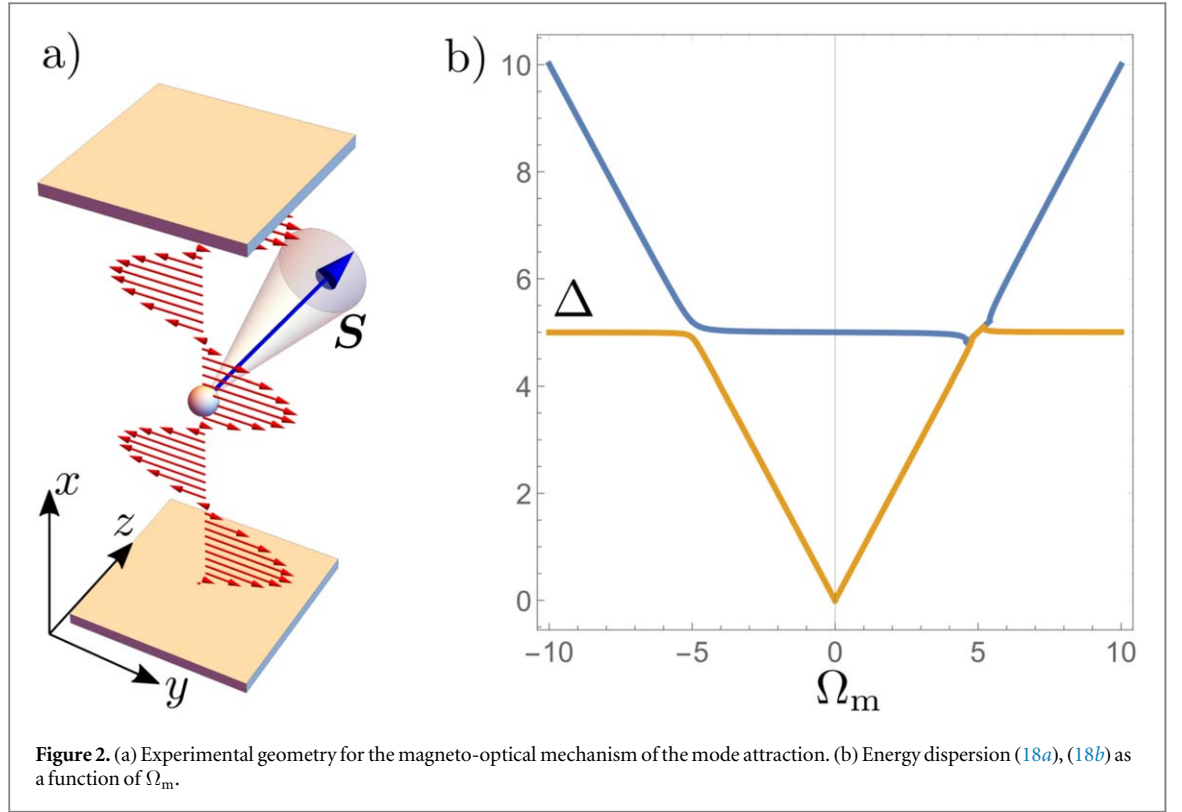 a)
S
x
z
y
b)
10
8
6
Δ
4
2
0
−10
−5
0
5
10
Ωm
Figure 2. (a) Experimental geometry for the magneto-optical mechanism of the mode attraction. (b) Energy dispersion (18a), (18b) as
a function of Ωm.